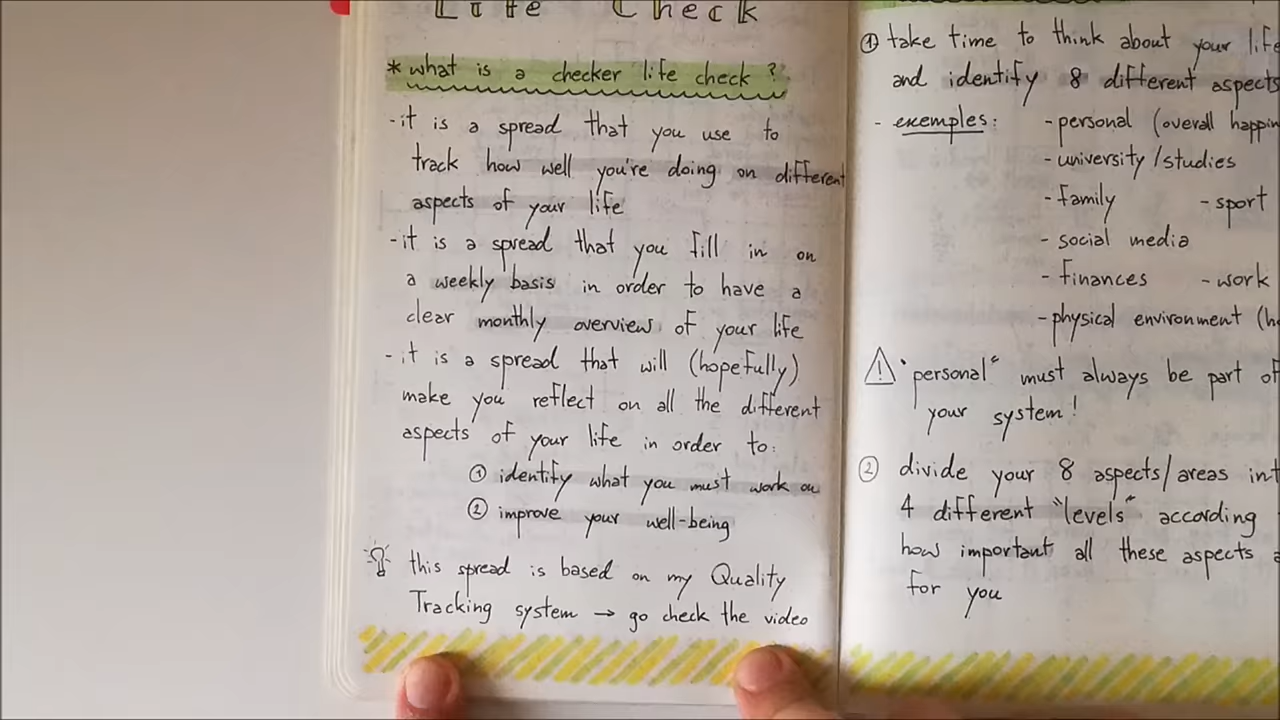 Life Check
* what is a checker life check ?
- it is a spread that you use to
track how well you're doing on different
aspects of your life
- it is a spread that you fill in on
a weekly basis in order to have a
clear monthly overview of your life
- it is a spread that will (hopefully)
make you reflect on all the different
aspects of your life in order to:
① identify what you must work on
② improve your well-being
this spread is based on my Quality
Tracking system → go check the video
① take time to think about your life
and identify 8 different aspects
- exemples:
- personal (overall happin
- university/studies
- family - sport
- social media
- finances - work
- physical environment (h
"personal" must always be part of
your system!
② divide your 8 aspects/areas int
4 different "levels" according
how important all these aspects a
for you